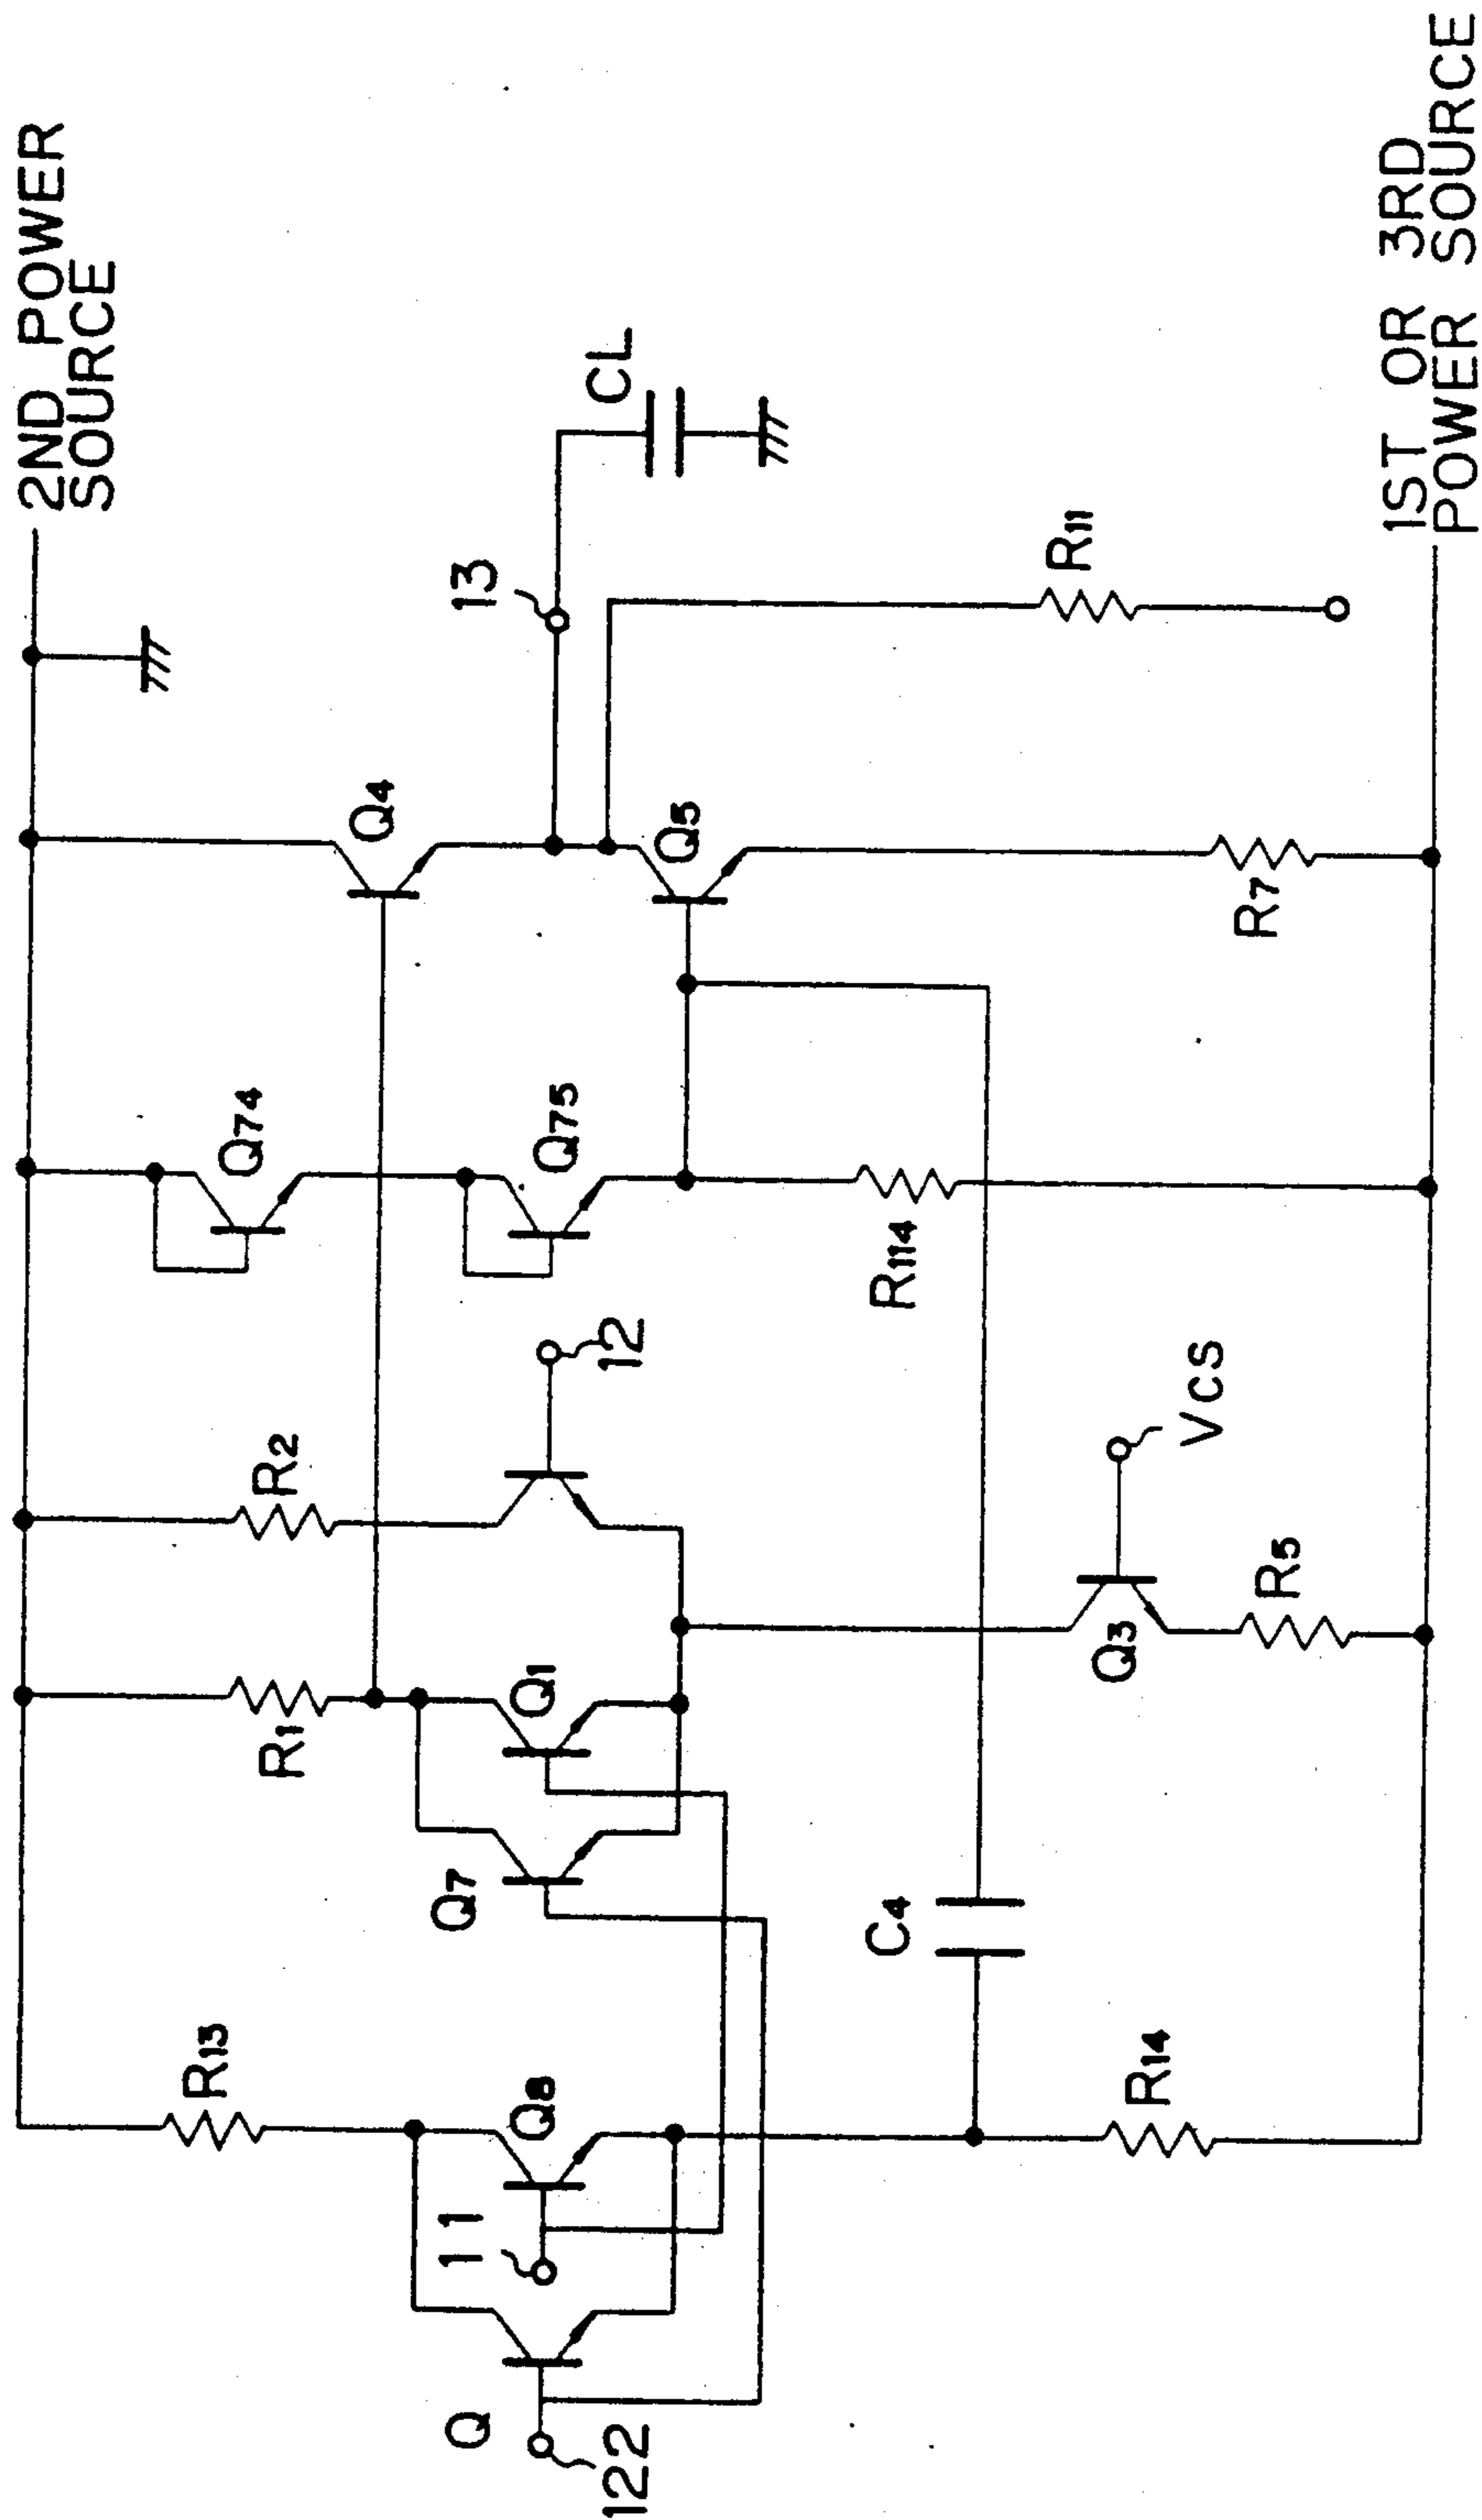 2ND POWER
SOURCE
R13
R1
R2
Q74
Q4
13
CL
Q
122
11
Q8
Q7
Q1
12
Q75
Q5
R11
C4
R114
R14
Q3
VCS
R5
R7
1ST OR 3RD
POWER SOURCE